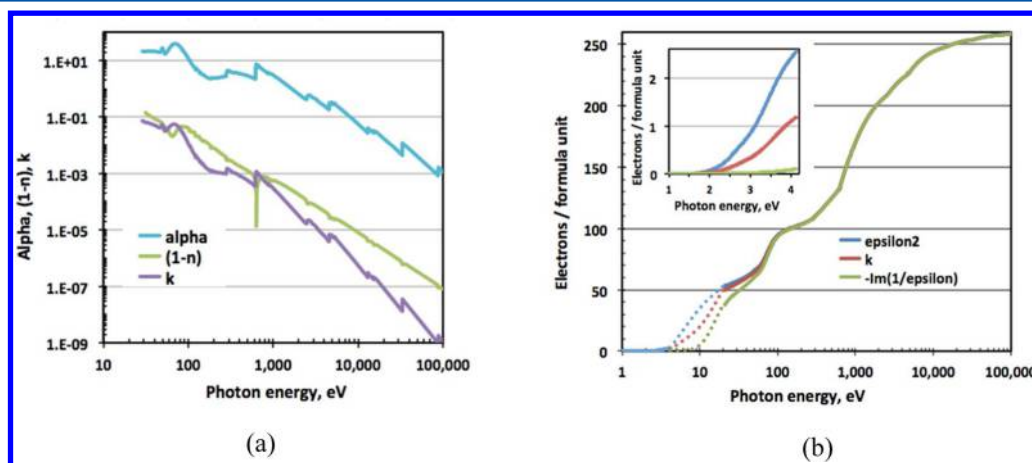 1.E+01
1.E-01
1.E-03
1.E-05
1.E-07
1.E-09
Alpha, (1-n), k
alpha
(1-n)
k
10 100 1,000 10,000 100,000
Photon energy, eV
(a)
250
200
150
100
50
0
Electrons / formula unit
2
1
0
Electrons / formula unit
1 2 3 4
Photon energy, eV
epsilon2
k
-Im(1/epsilon)
1 10 100 1,000 10,000 100,000
Photon energy, eV
(b)